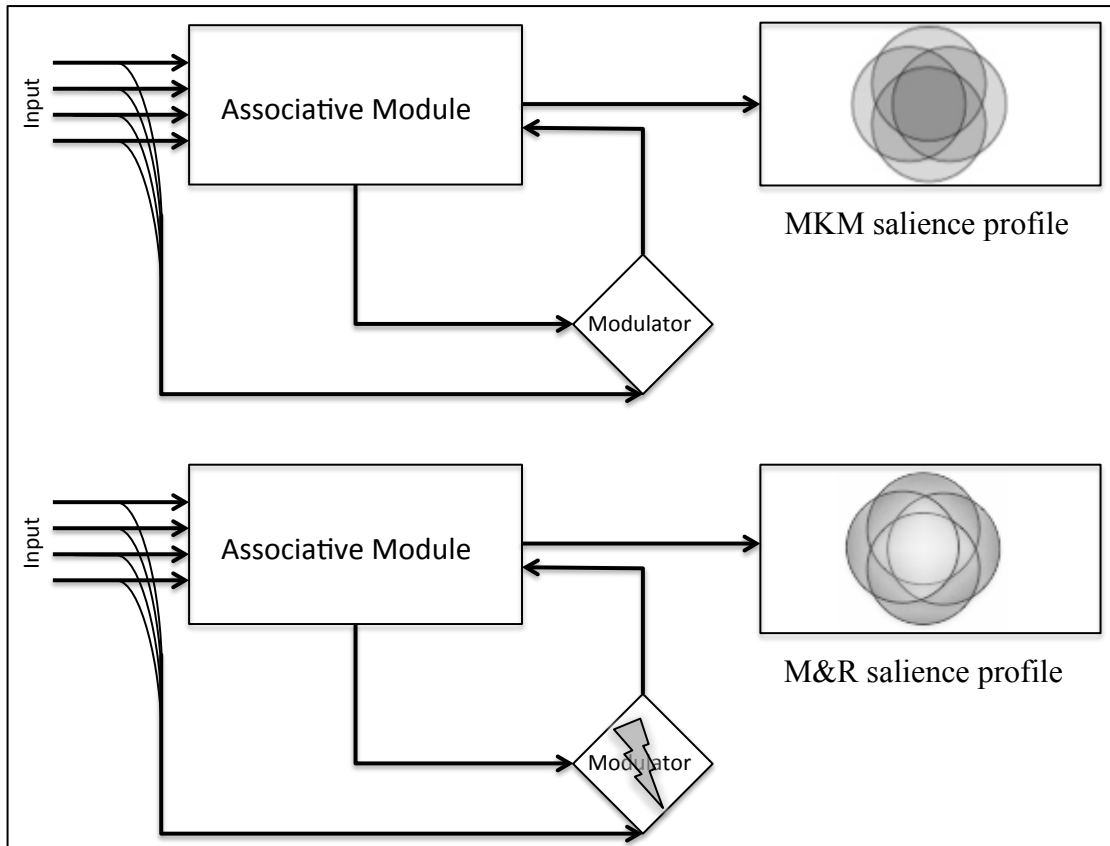 Input
Associative Module
MKM salience profile
Modulator
Input
Associative Module
M&R salience profile
Modulator